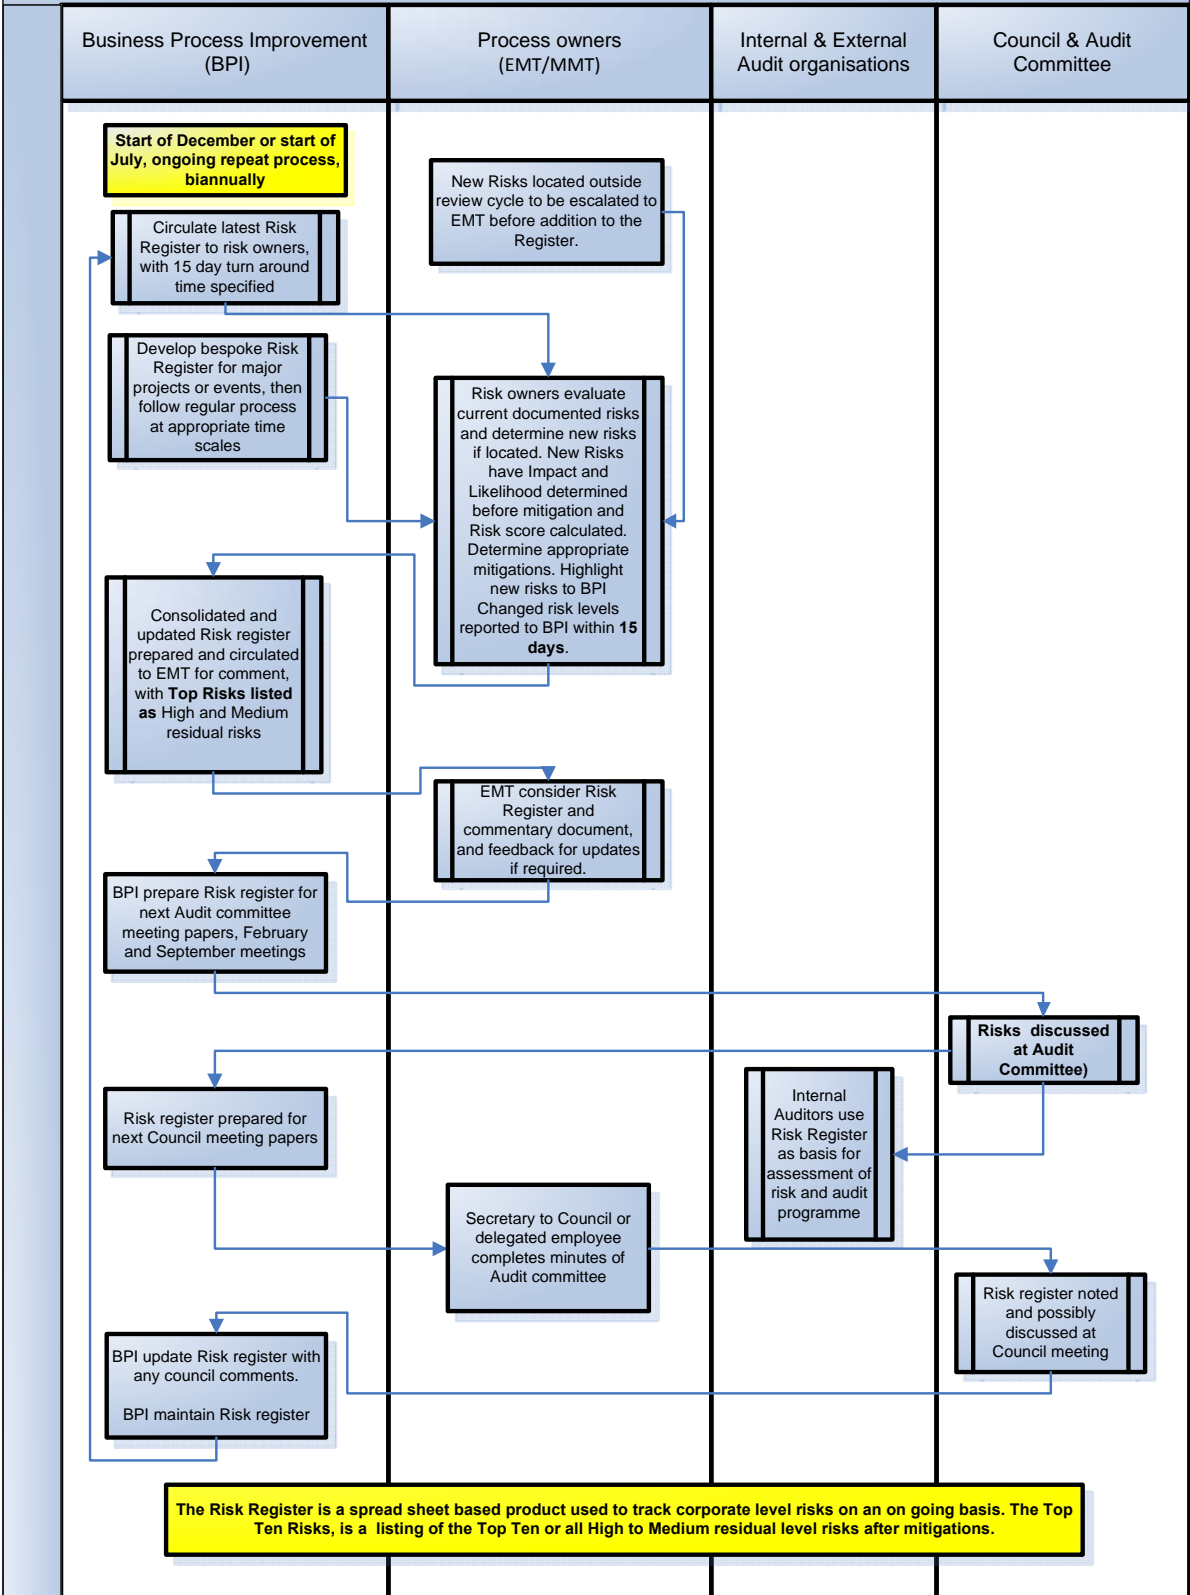 Business Process Improvement
(BPI)
Process owners
(EMT/MMT)
Internal & External
Audit organisations
Council & Audit
Committee
Start of December or start of
July, ongoing repeat process,
biannually
New Risks located outside
review cycle to be escalated to
EMT before addition to the
Register.
Circulate latest Risk
Register to risk owners,
with 15 day turn around
time specified
Develop bespoke Risk
Register for major
projects or events, then
follow regular process
at appropriate time
scales
Risk owners evaluate
current documented risks
and determine new risks
if located. New Risks
have Impact and
Likelihood determined
before mitigation and
Risk score calculated.
Determine appropriate
mitigations. Highlight
new risks to BPI
Changed risk levels
reported to BPI within 15
days.
Consolidated and
updated Risk register
prepared and circulated
to EMT for comment,
with Top Risks listed
as High and Medium
residual risks
EMT consider Risk
Register and
commentary document,
and feedback for updates
if required.
BPI prepare Risk register for
next Audit committee
meeting papers, February
and September meetings
Risks discussed
at Audit
Committee)
Internal
Auditors use
Risk Register
as basis for
assessment of
risk and audit
programme
Risk register prepared for
next Council meeting papers
Secretary to Council or
delegated employee
completes minutes of
Audit committee
Risk register noted
and possibly
discussed at
Council meeting
BPI update Risk register with
any council comments.
BPI maintain Risk register
The Risk Register is a spread sheet based product used to track corporate level risks on an on going basis. The Top
Ten Risks, is a listing of the Top Ten or all High to Medium residual level risks after mitigations.